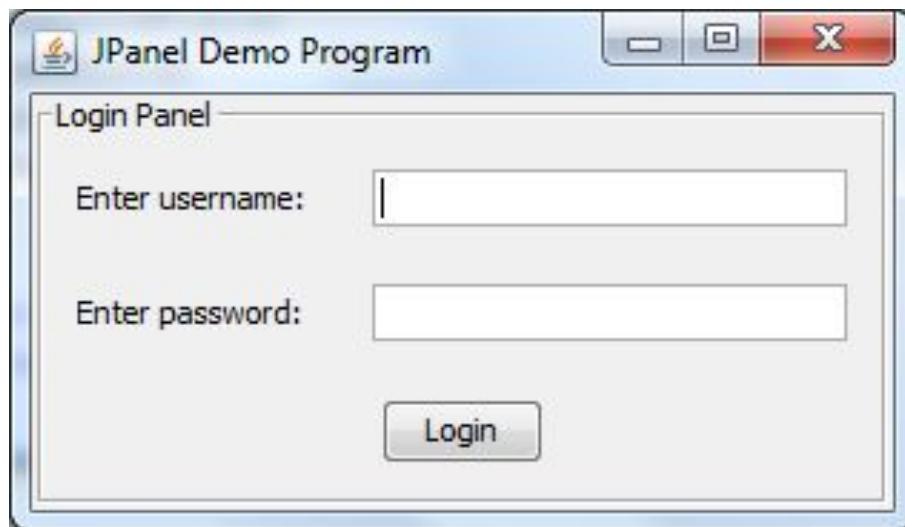 JPanel Demo Program
Login Panel
Enter username:
Enter password:
Login